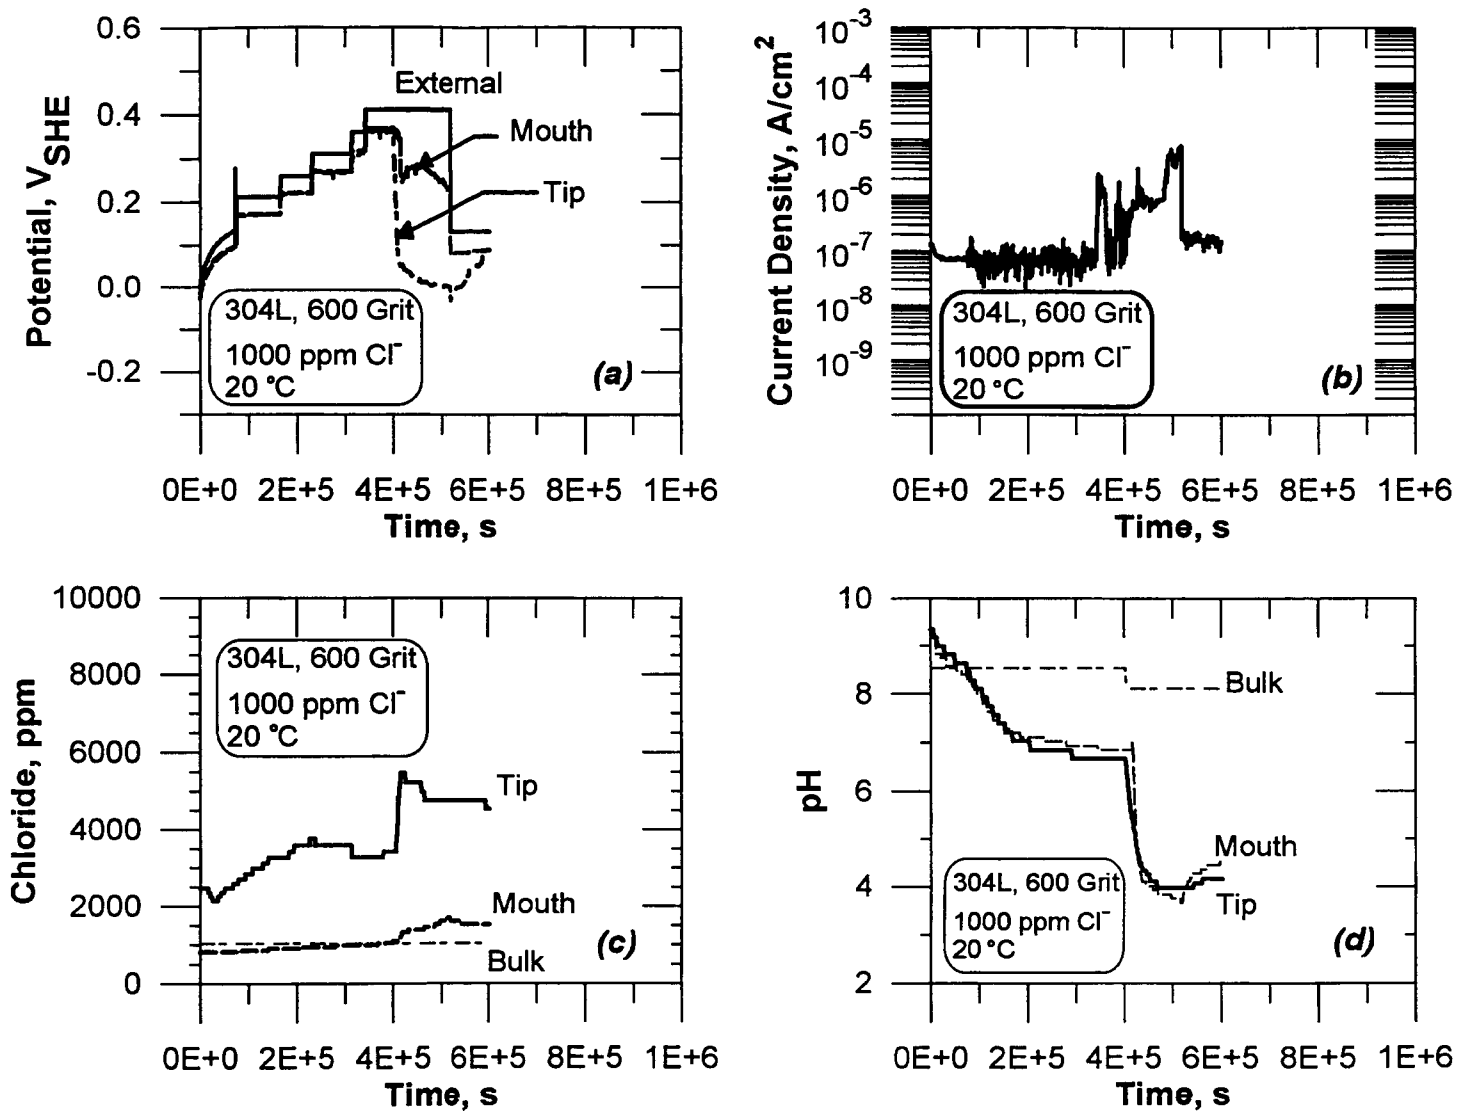 0.6
0.4
0.2
0.0
-0.2
Potential, V_SHE
External
Mouth
Tip
304L, 600 Grit
1000 ppm Cl⁻
20 °C
(a)
0E+0 2E+5 4E+5 6E+5 8E+5 1E+6
Time, s
10⁻³
10⁻⁴
10⁻⁵
10⁻⁶
10⁻⁷
10⁻⁸
10⁻⁹
Current Density, A/cm²
304L, 600 Grit
1000 ppm Cl⁻
20 °C
(b)
0E+0 2E+5 4E+5 6E+5 8E+5 1E+6
Time, s
10000
8000
6000
4000
2000
0
Chloride, ppm
304L, 600 Grit
1000 ppm Cl⁻
20 °C
Tip
Mouth
Bulk
(c)
0E+0 2E+5 4E+5 6E+5 8E+5 1E+6
Time, s
10
8
6
4
2
pH
Bulk
Mouth
Tip
304L, 600 Grit
1000 ppm Cl⁻
20 °C
(d)
0E+0 2E+5 4E+5 6E+5 8E+5 1E+6
Time, s